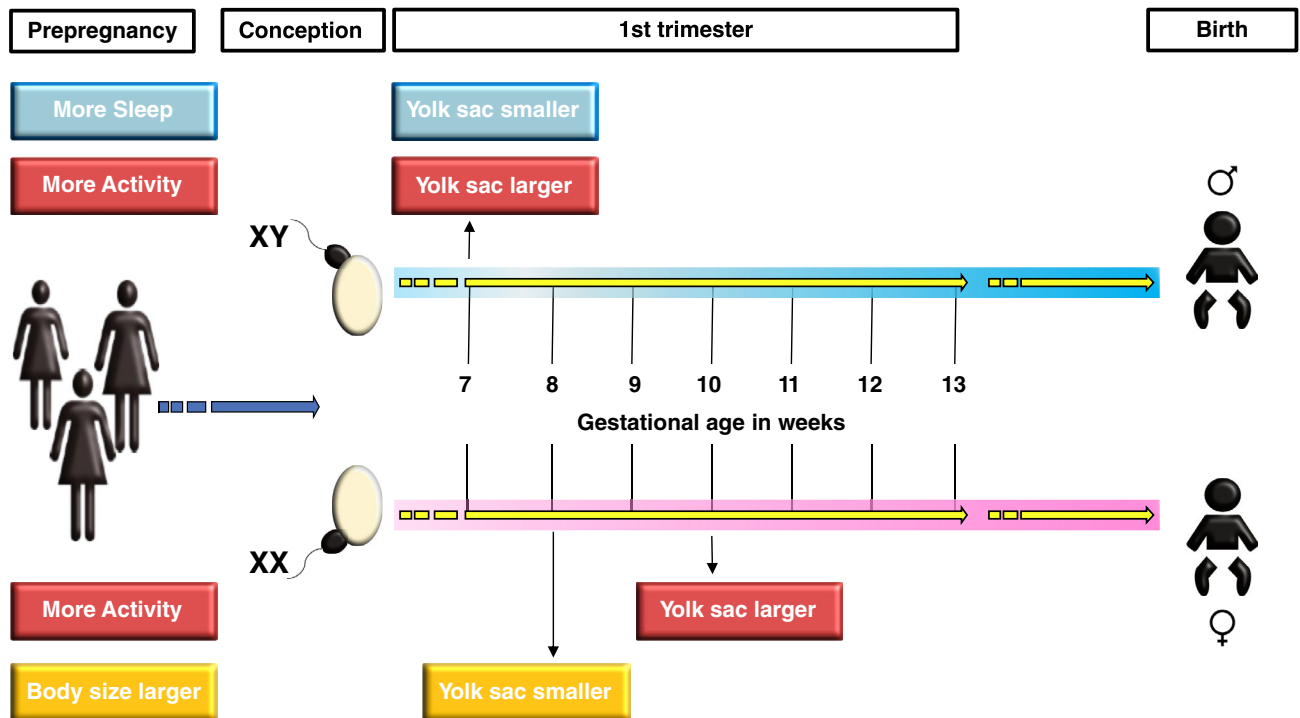 Prepregnancy
Conception
1st trimester
Birth
More Sleep
Yolk sac smaller
More Activity
Yolk sac larger
♂
XY
7 8 9 10 11 12 13
Gestational age in weeks
XX
More Activity
Yolk sac larger
♀
Body size larger
Yolk sac smaller